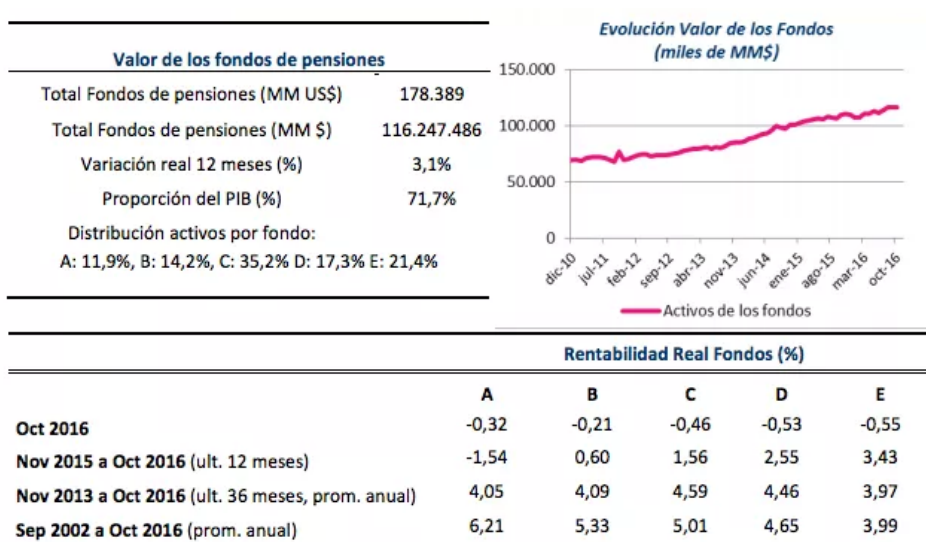 Valor de los fondos de pensiones
Total Fondos de pensiones (MM US$) 178.389
Total Fondos de pensiones (MM $) 116.247.486
Variación real 12 meses (%) 3,1%
Proporción del PIB (%) 71,7%
Distribución activos por fondo:
A: 11,9%, B: 14,2%, C: 35,2% D: 17,3% E: 21,4%
Evolución Valor de los Fondos
(miles de MM$)
150.000
100.000
50.000
0
dic-10 jul-11 feb-12 sep-12 abr-13 nov-13 jun-14 ene-15 ago-15 mar-16 oct-16
Activos de los fondos
Rentabilidad Real Fondos (%)
A B C D E
Oct 2016 -0,32 -0,21 -0,46 -0,53 -0,55
Nov 2015 a Oct 2016 (ult. 12 meses) -1,54 0,60 1,56 2,55 3,43
Nov 2013 a Oct 2016 (ult. 36 meses, prom. anual) 4,05 4,09 4,59 4,46 3,97
Sep 2002 a Oct 2016 (prom. anual) 6,21 5,33 5,01 4,65 3,99